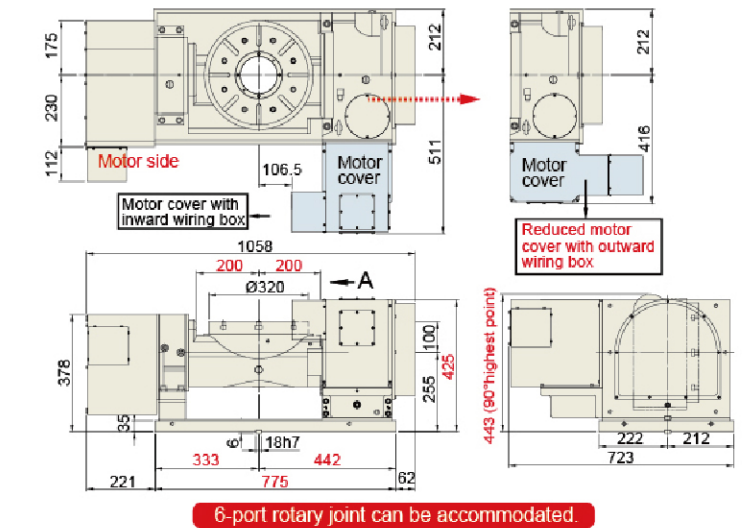 175
230
112
Motor side
106.5
Motor
cover
212
511
Motor cover with
inward wiring box
212
416
Motor
cover
Reduced motor
cover with outward
wiring box
1058
200
200
Ø320
A
378
35
6
18h7
100
255
425
333
442
221
775
62
443 (90°highest point)
222
212
723
6-port rotary joint can be accommodated.